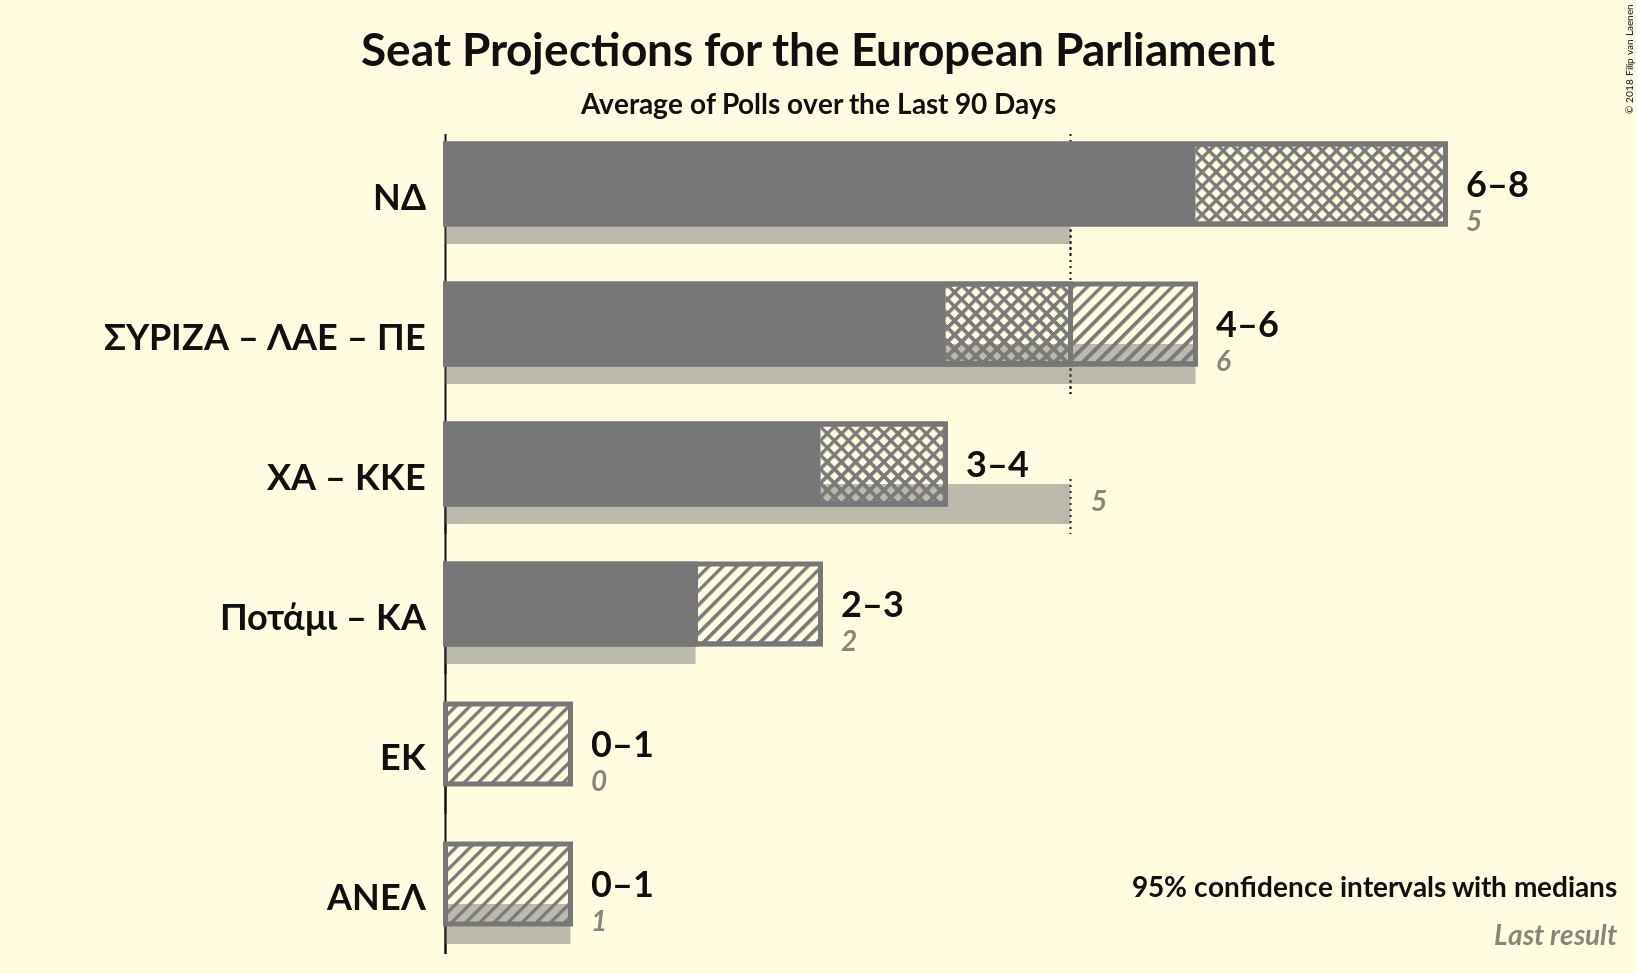 Seat Projections for the European Parliament
Average of Polls over the Last 90 Days
© 2018 Filip van Laenen
ΝΔ
6–8
5
ΣΥΡΙΖΑ – ΛΑΕ – ΠΕ
4–6
6
ΧΑ – ΚΚΕ
3–4
5
Ποτάμι – ΚΑ
2–3
2
ΕΚ
0–1
0
ΑΝΕΛ
0–1
1
95% confidence intervals with medians
Last result